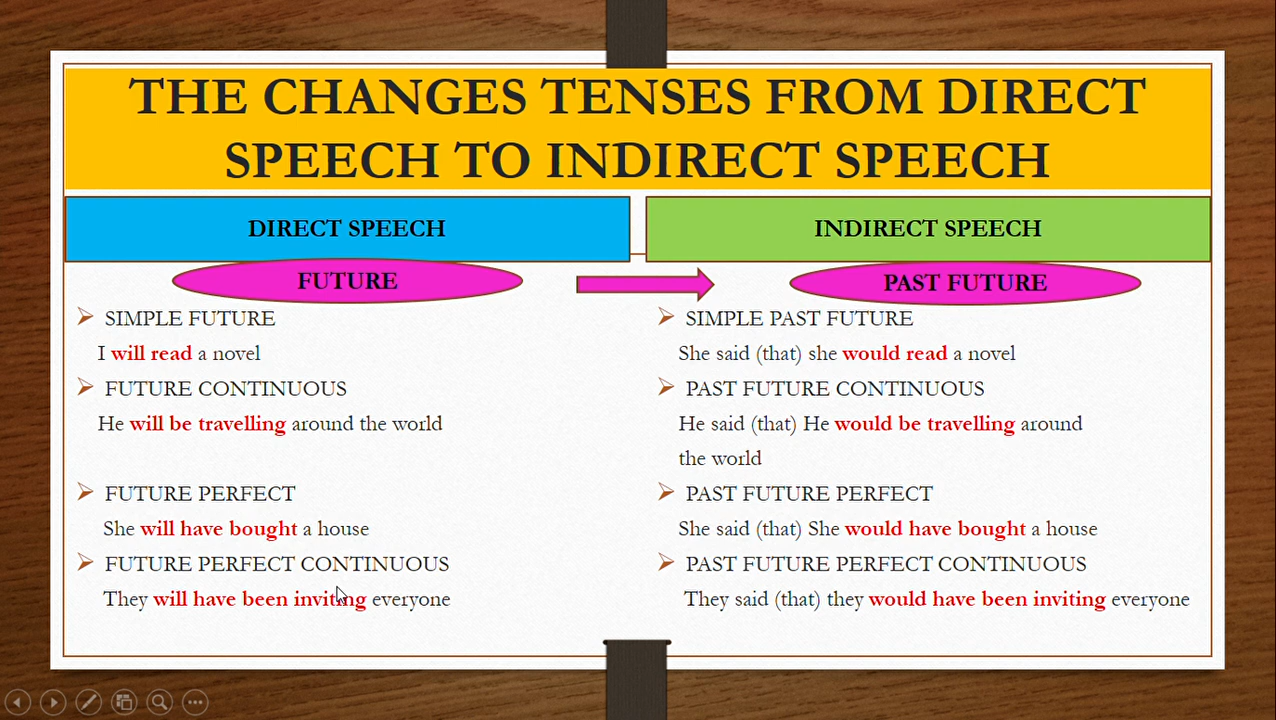 THE CHANGES TENSES FROM DIRECT
SPEECH TO INDIRECT SPEECH
DIRECT SPEECH
FUTURE
SIMPLE FUTURE
I will read a novel
FUTURE CONTINUOUS
He will be travelling around the world
FUTURE PERFECT
She will have bought a house
FUTURE PERFECT CONTINUOUS
They will have been inviting everyone
INDIRECT SPEECH
PAST FUTURE
SIMPLE PAST FUTURE
She said (that) she would read a novel
PAST FUTURE CONTINUOUS
He said (that) He would be travelling around
the world
PAST FUTURE PERFECT
She said (that) She would have bought a house
PAST FUTURE PERFECT CONTINUOUS
They said (that) they would have been inviting everyone